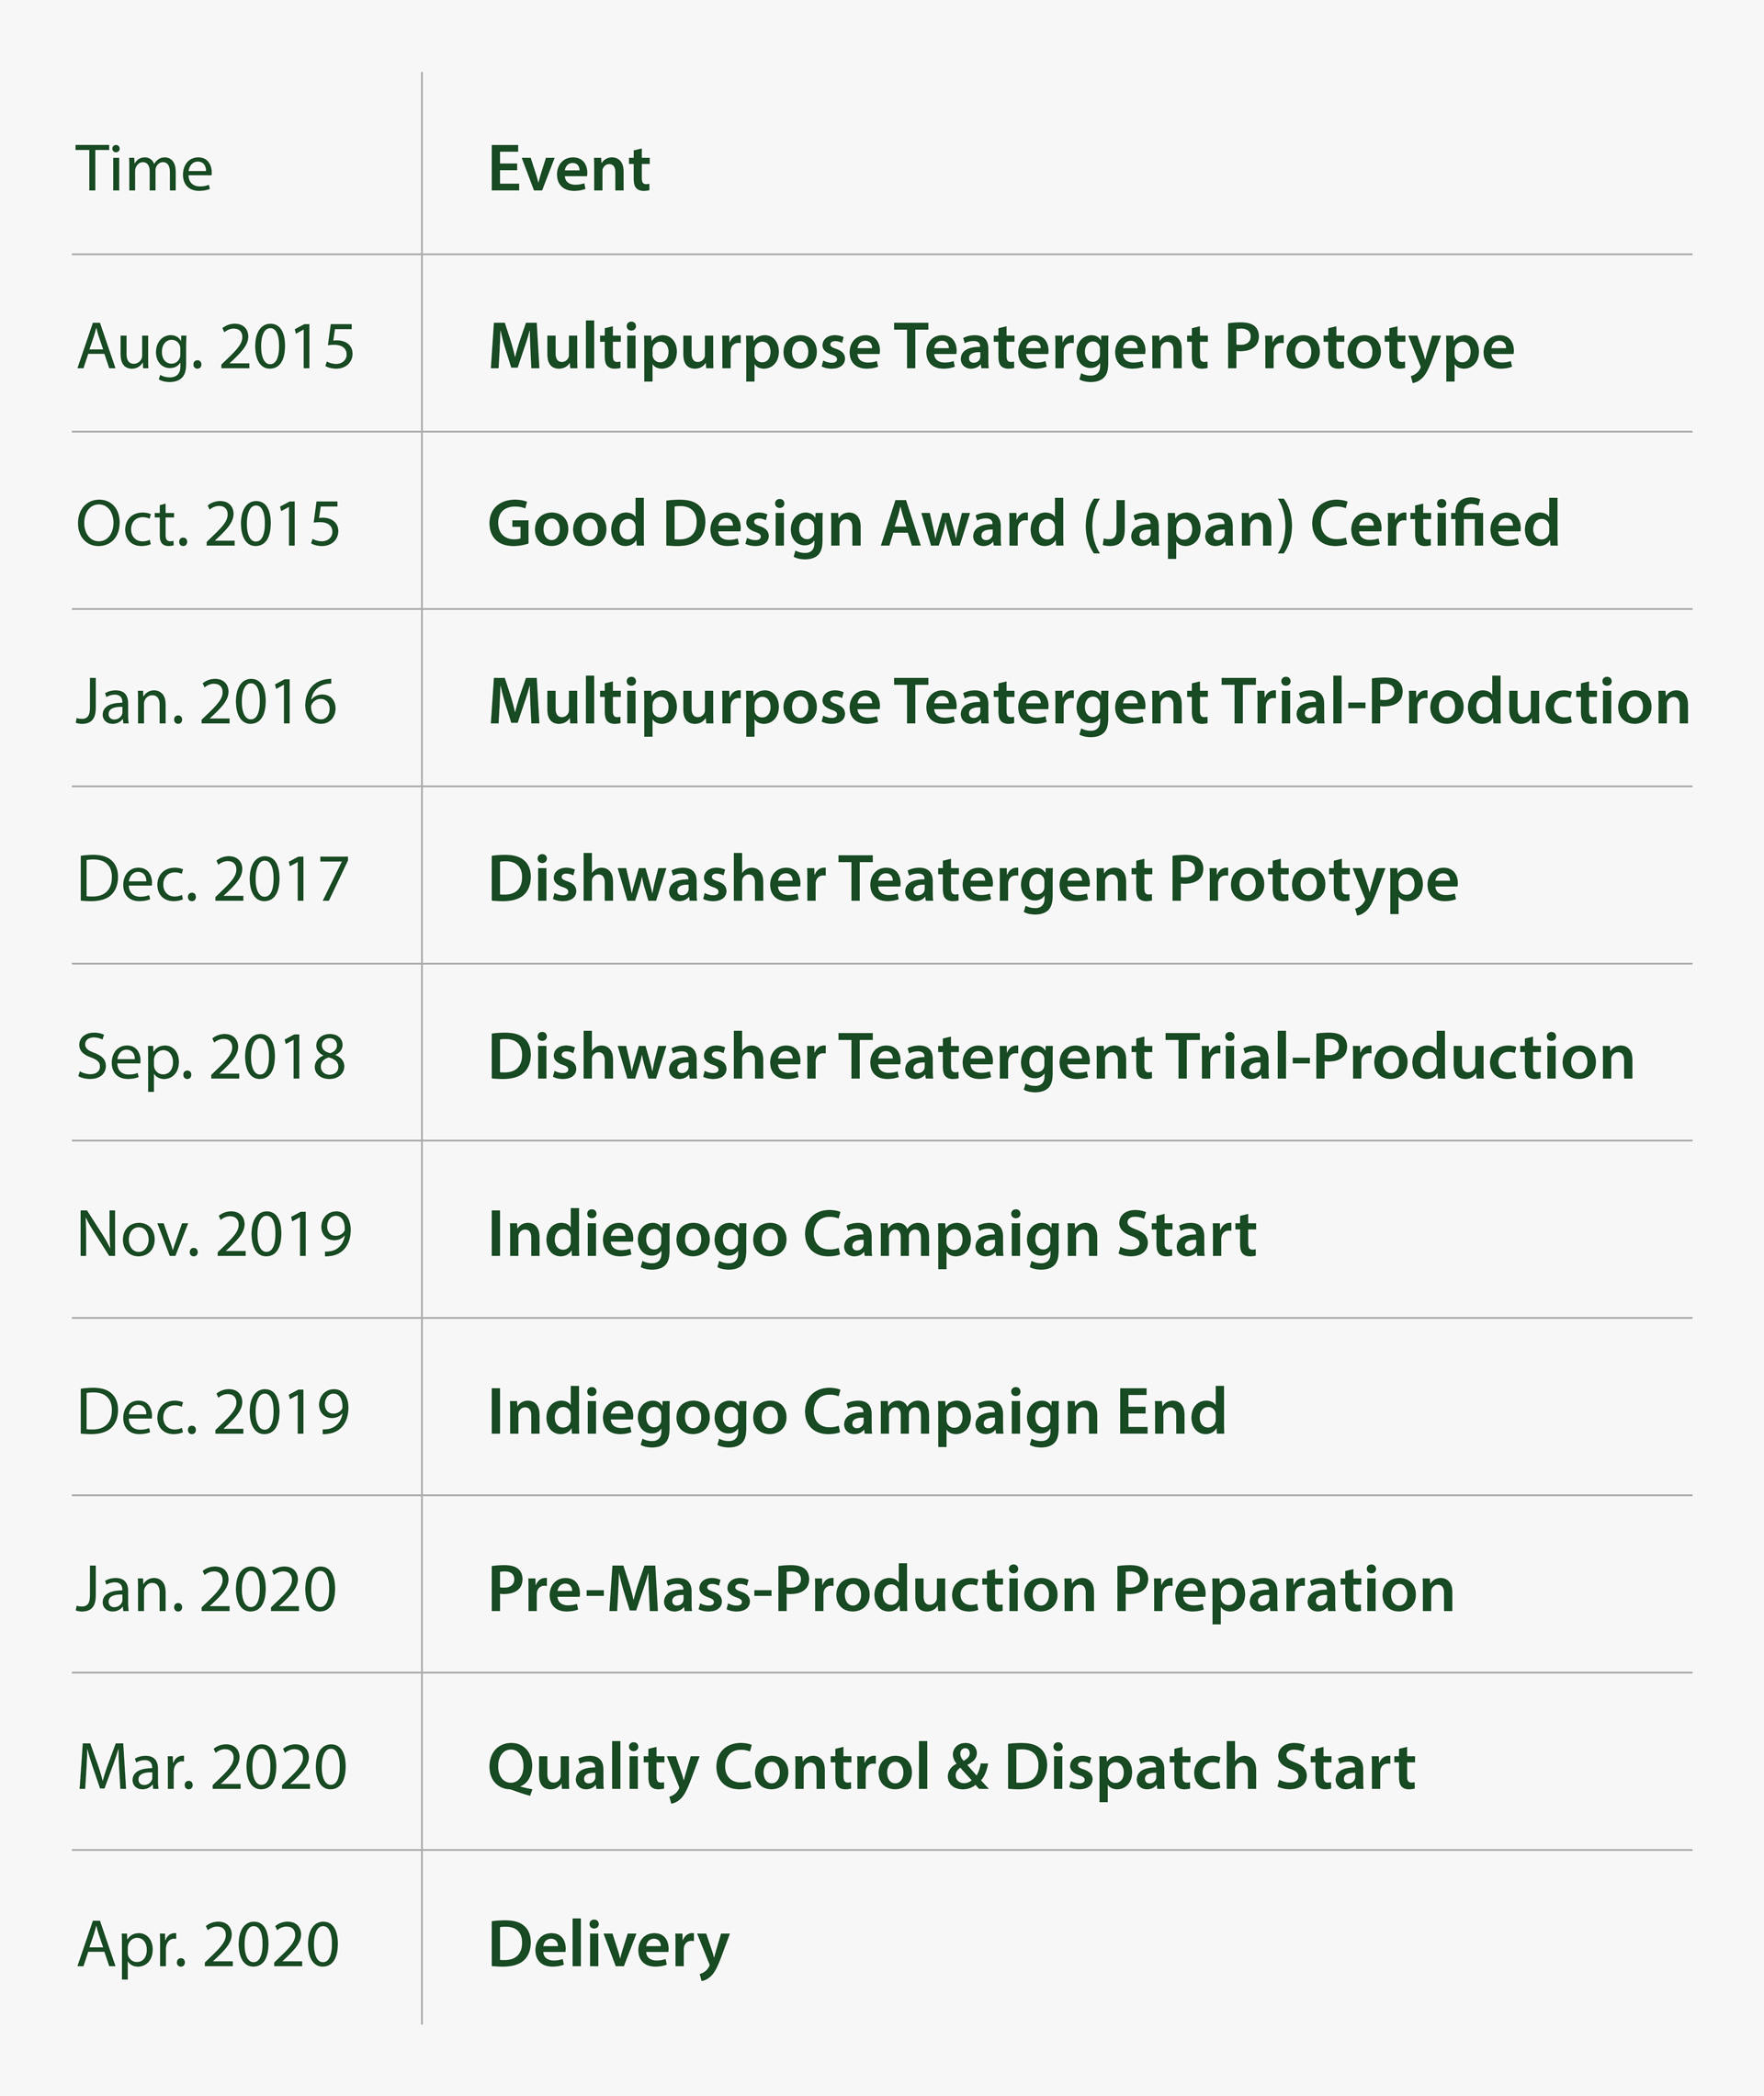 Time Event
Aug. 2015 Multipurpose Teatergent Prototype
Oct. 2015 Good Design Award (Japan) Certified
Jan. 2016 Multipurpose Teatergent Trial-Production
Dec. 2017 Dishwasher Teatergent Prototype
Sep. 2018 Dishwasher Teatergent Trial-Production
Nov. 2019 Indiegogo Campaign Start
Dec. 2019 Indiegogo Campaign End
Jan. 2020 Pre-Mass-Production Preparation
Mar. 2020 Quality Control & Dispatch Start
Apr. 2020 Delivery